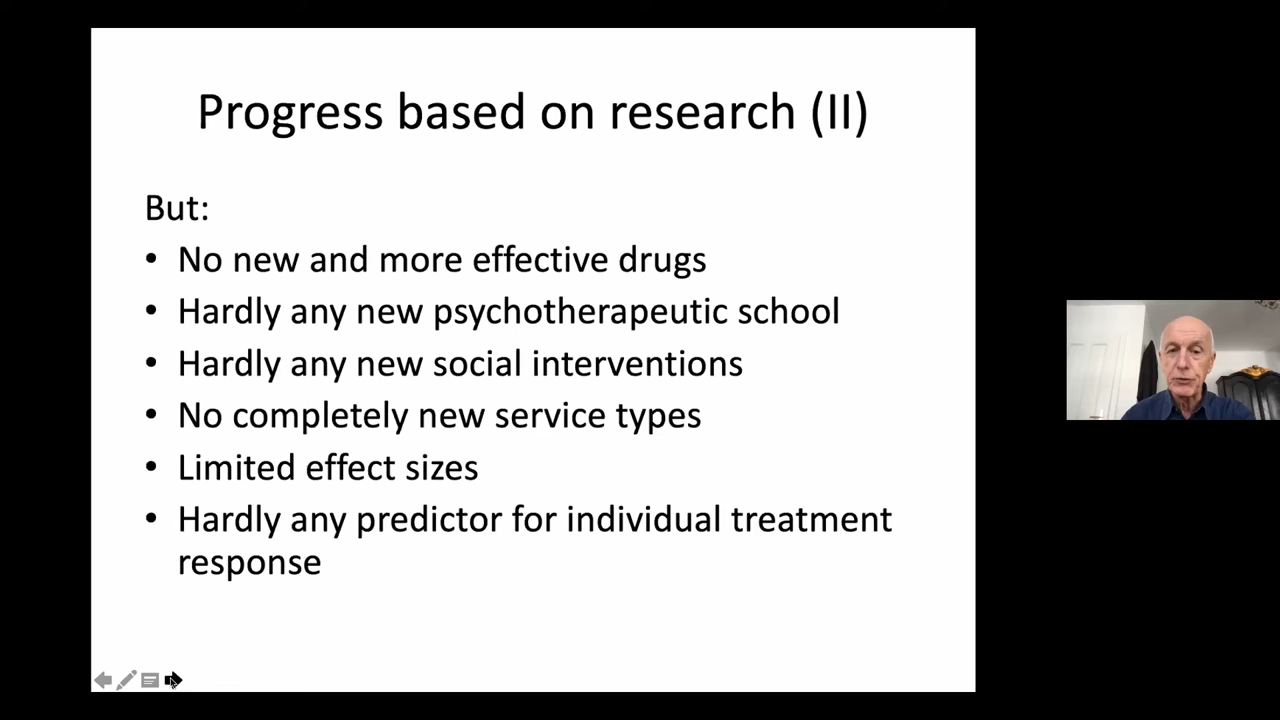 Progress based on research (II)
But:
• No new and more effective drugs
• Hardly any new psychotherapeutic school
• Hardly any new social interventions
• No completely new service types
• Limited effect sizes
• Hardly any predictor for individual treatment
response